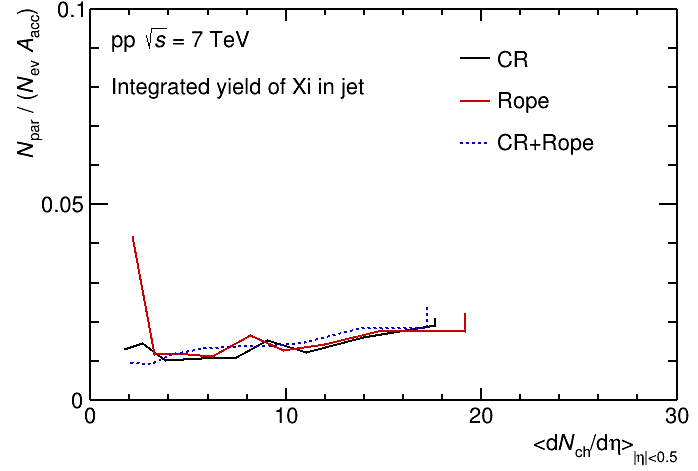 0.1
pp √s = 7 TeV
CR
Integrated yield of Xi in jet
Rope
CR+Rope
N_par / (N_ev A_acc)
0.05
0
0 10 20 30
<dN_ch/dη>_|η|<0.5